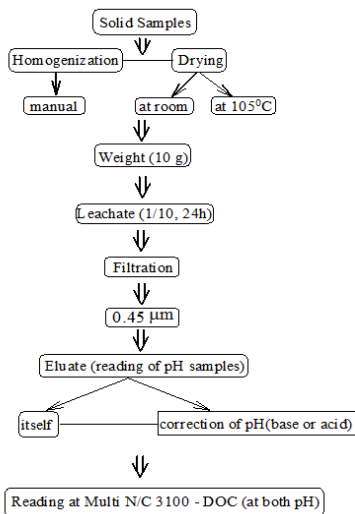 Solid Samples
Homogenization
Drying
manual
at room
at 105⁰C
Weight (10 g)
Leachate (1/10, 24h)
Filtration
0.45 µm
Eluate (reading of pH samples)
itself
correction of pH(base or acid)
Reading at Multi N/C 3100 - DOC (at both pH)